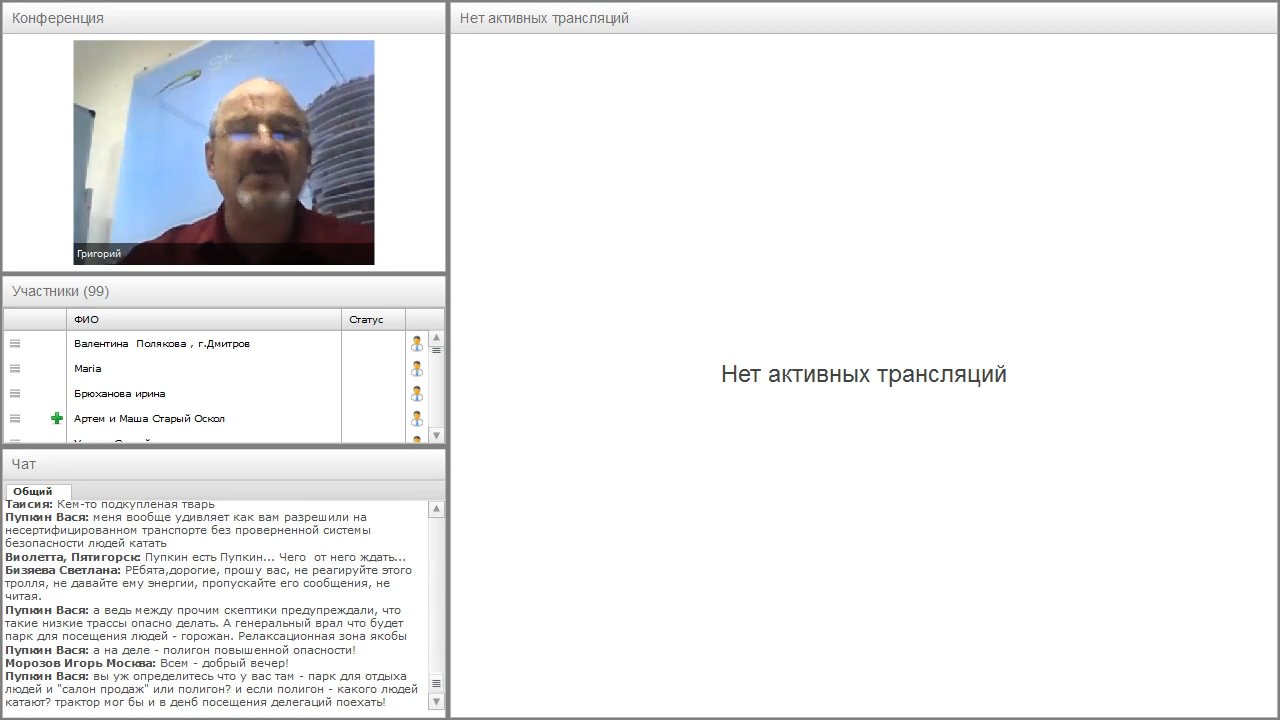 Конференция
Нет активных трансляций
Григорий
Участники (99)
ФИО
Статус
Валентина Полякова , г.Дмитров
Maria
Брюханова ирина
Артем и Маша Старый Оскол
Чат
Общий
Таисия: Кем-то подкупленая тварь
Пупкин Вася: меня вообще удивляет как вам разрешили на
несертифицированном транспорте без проверненной системы
безопасности людей катать
Виолетта, Пятигорск: Пупкин есть Пупкин... Чего от него ждать...
Бизяева Светлана: РЕбята,дорогие, прошу вас, не реагируйте этого
тролля, не давайте ему энергии, пропускайте его сообщения, не
читая.
Пупкин Вася: а ведь между прочим скептики предупреждали, что
такие низкие трассы опасно делать. А генеральный врал что будет
парк для посещения людей - горожан. Релаксационная зона якобы
Пупкин Вася: а на деле - полигон повышенной опасности!
Морозов Игорь Москва: Всем - добрый вечер!
Пупкин Вася: вы уж определитесь что у вас там - парк для отдыха
людей и "салон продаж" или полигон? и если полигон - какого людей
катают? трактор мог бы и в денб посещения делегаций поехать!
Нет активных трансляций